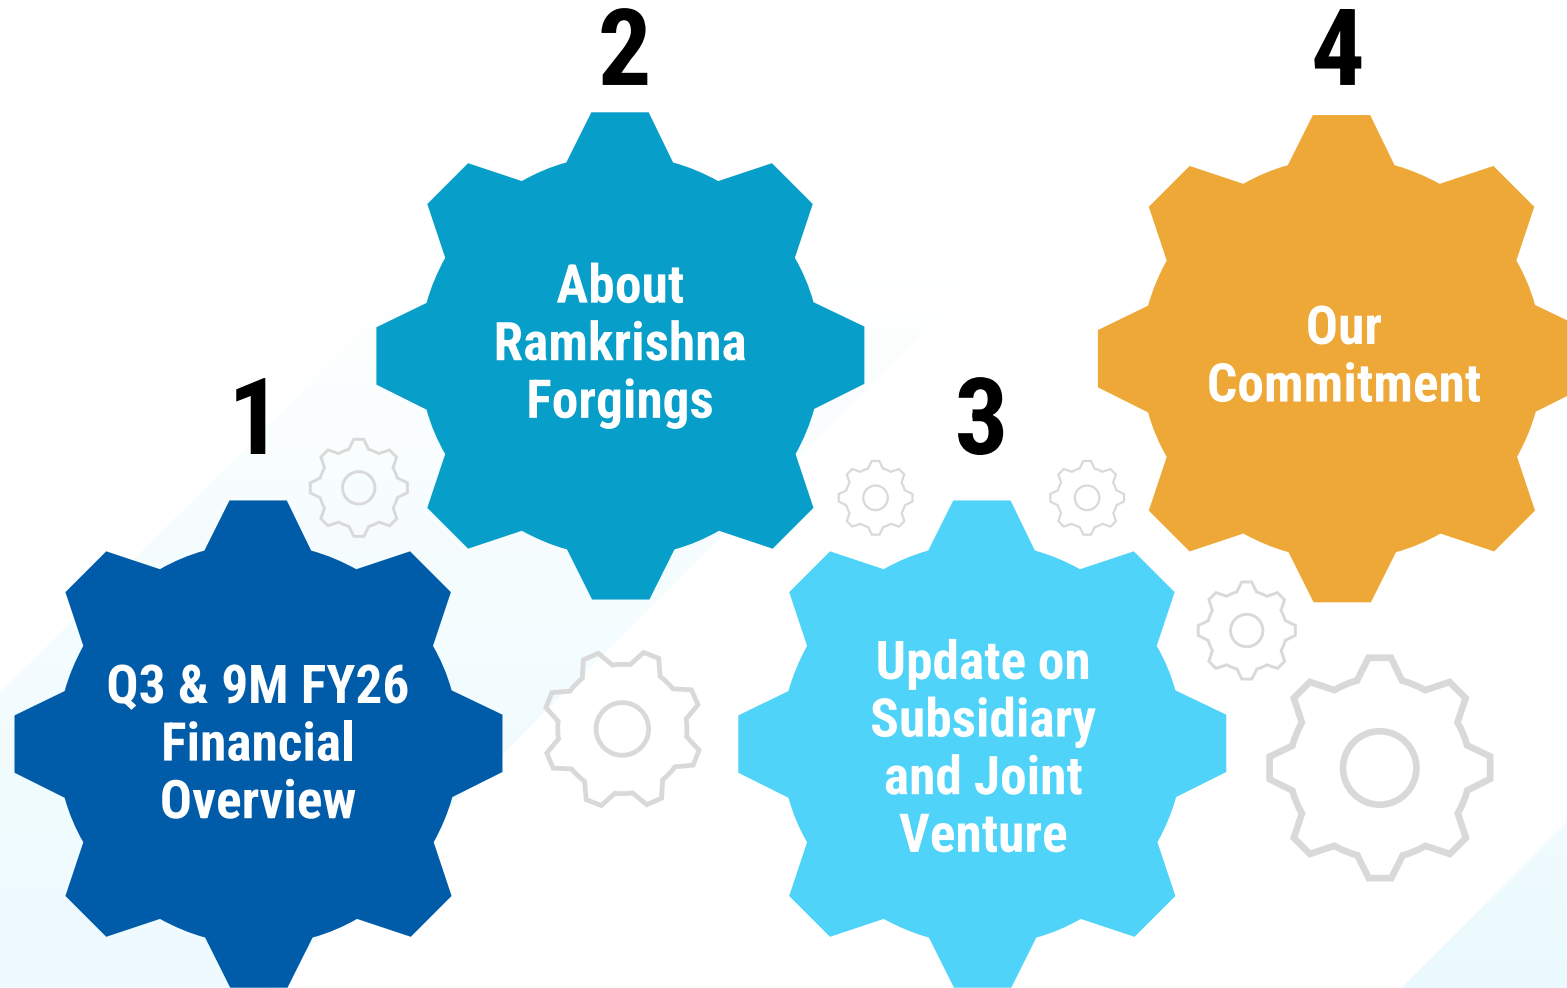 1
Q3 & 9M FY26
Financial
Overview
2
About
Ramkrishna
Forgings
3
Update on
Subsidiary
and Joint
Venture
4
Our
Commitment